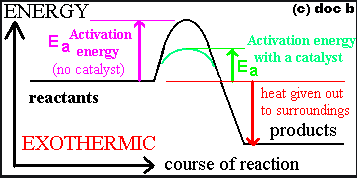 ENERGY
(c) doc b
Ea
Activation
energy
(no catalyst)
Activation energy
with a catalyst
Ea
reactants
heat given out
to surroundings
products
EXOTHERMIC
course of reaction